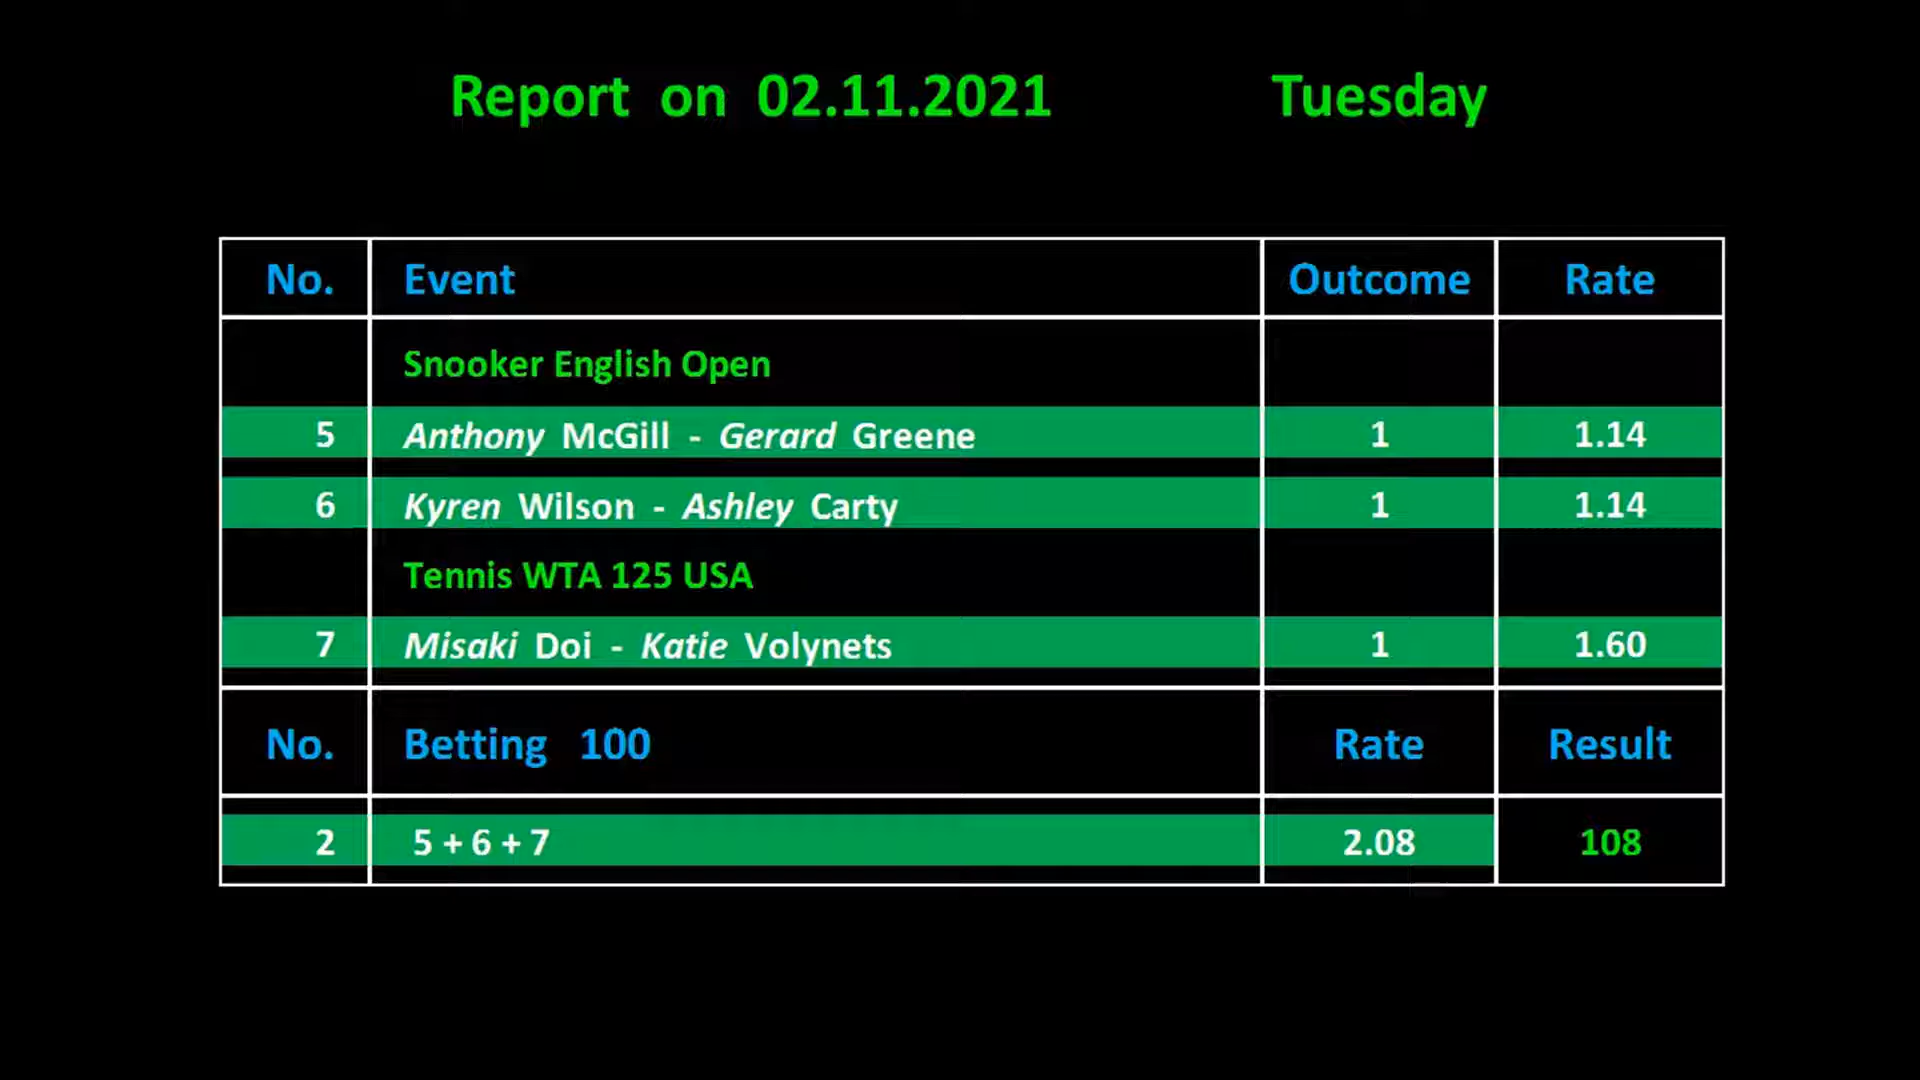 Report on 02.11.2021 Tuesday
No. Event Outcome Rate
Snooker English Open
5 Anthony McGill - Gerard Greene 1 1.14
6 Kyren Wilson - Ashley Carty 1 1.14
Tennis WTA 125 USA
7 Misaki Doi - Katie Volynets 1 1.60
No. Betting 100 Rate Result
2 5 + 6 + 7 2.08 108